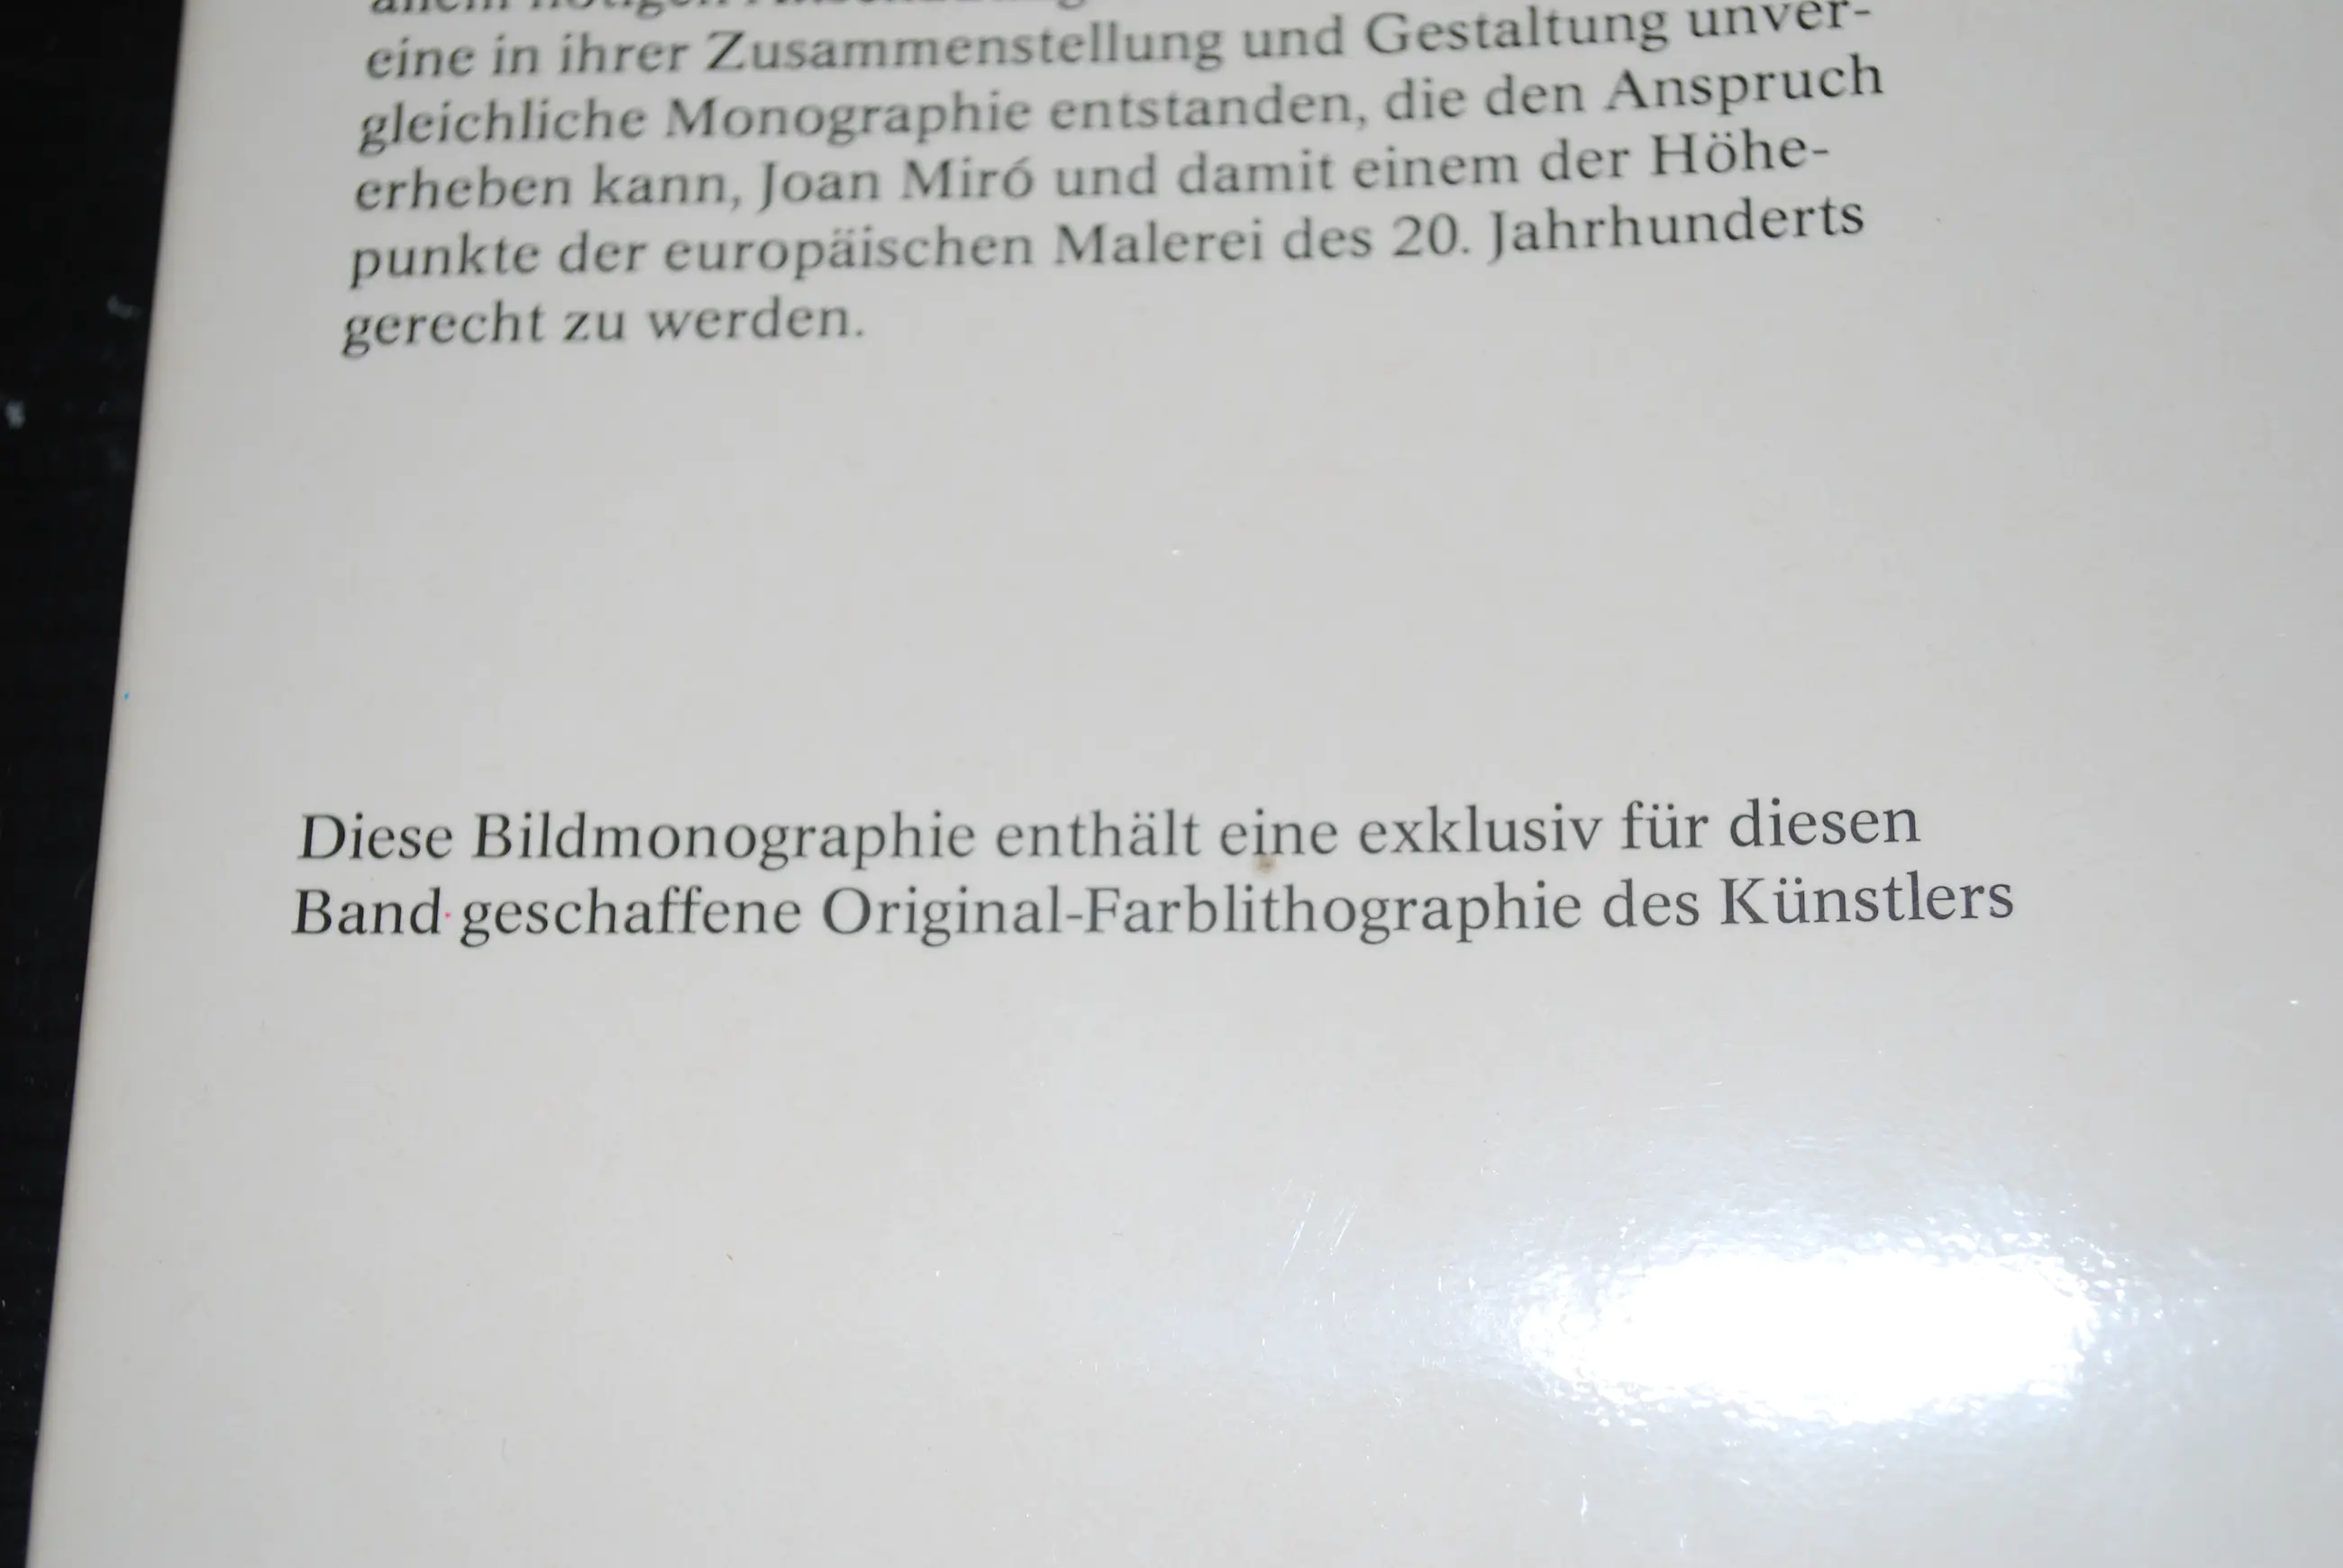 eine in ihrer Zusammenstellung und Gestaltung unver-
gleichliche Monographie entstanden, die den Anspruch
erheben kann, Joan Miró und damit einem der Höhe-
punkte der europäischen Malerei des 20. Jahrhunderts
gerecht zu werden.
Diese Bildmonographie enthält eine exklusiv für diesen
Band geschaffene Original-Farblithographie des Künstlers